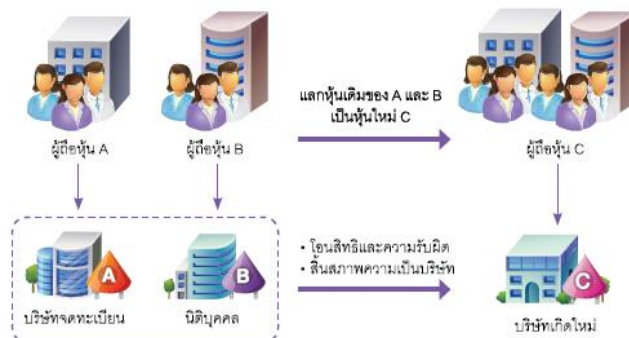 แลกหุ้นเดิมของ A และ B
เป็นหุ้นใหม่ C
ผู้ถือหุ้น A
ผู้ถือหุ้น B
ผู้ถือหุ้น C
• โอนสิทธิและความรับผิด
• สิ้นสภาพความเป็นบริษัท
A
B
C
บริษัทจดทะเบียน
นิติบุคคล
บริษัทเกิดใหม่